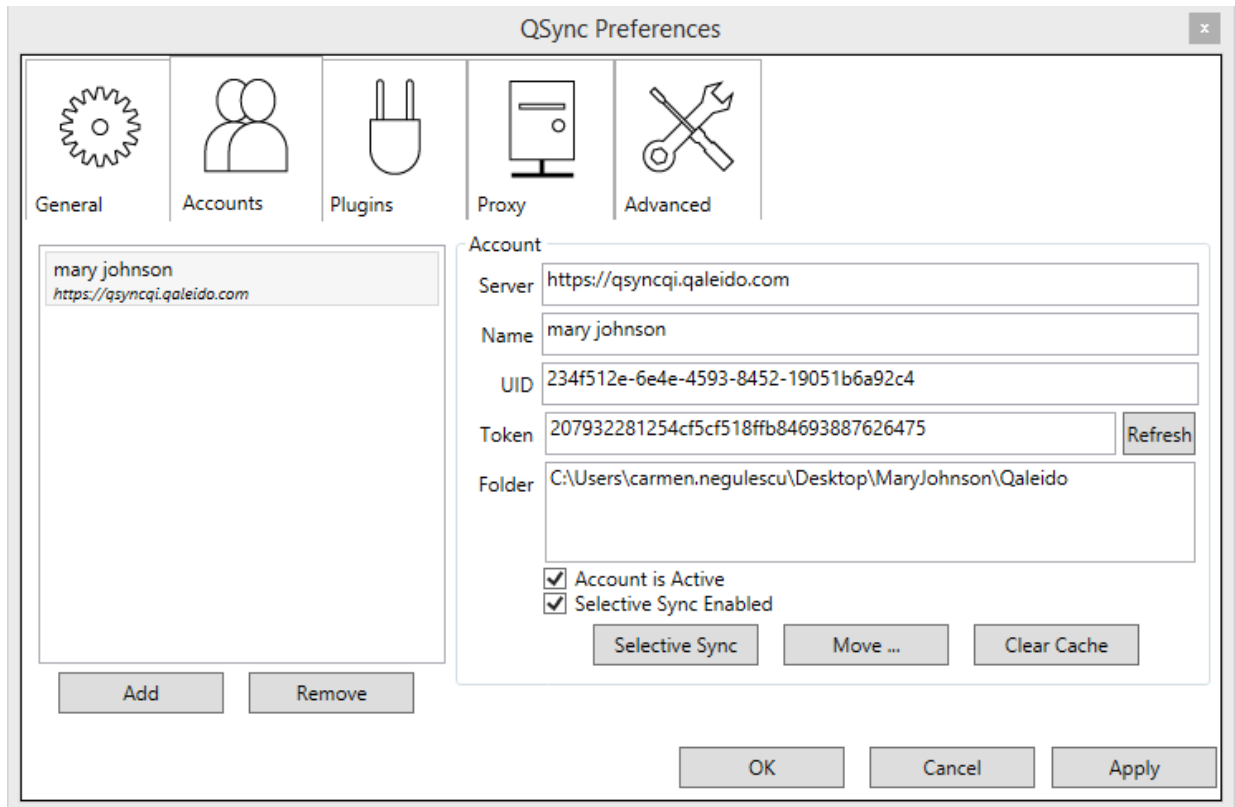 QSync Preferences
x
General
Accounts
Plugins
Proxy
Advanced
mary johnson
https://qsyncqi.qaleido.com
Account
Server https://qsyncqi.qaleido.com
Name mary johnson
UID 234f512e-6e4e-4593-8452-19051b6a92c4
Token 207932281254cf5cf518ffb84693887626475 Refresh
Folder C:\Users\carmen.negulescu\Desktop\MaryJohnson\Qaleido
Account is Active
Selective Sync Enabled
Selective Sync Move ... Clear Cache
Add Remove
OK Cancel Apply